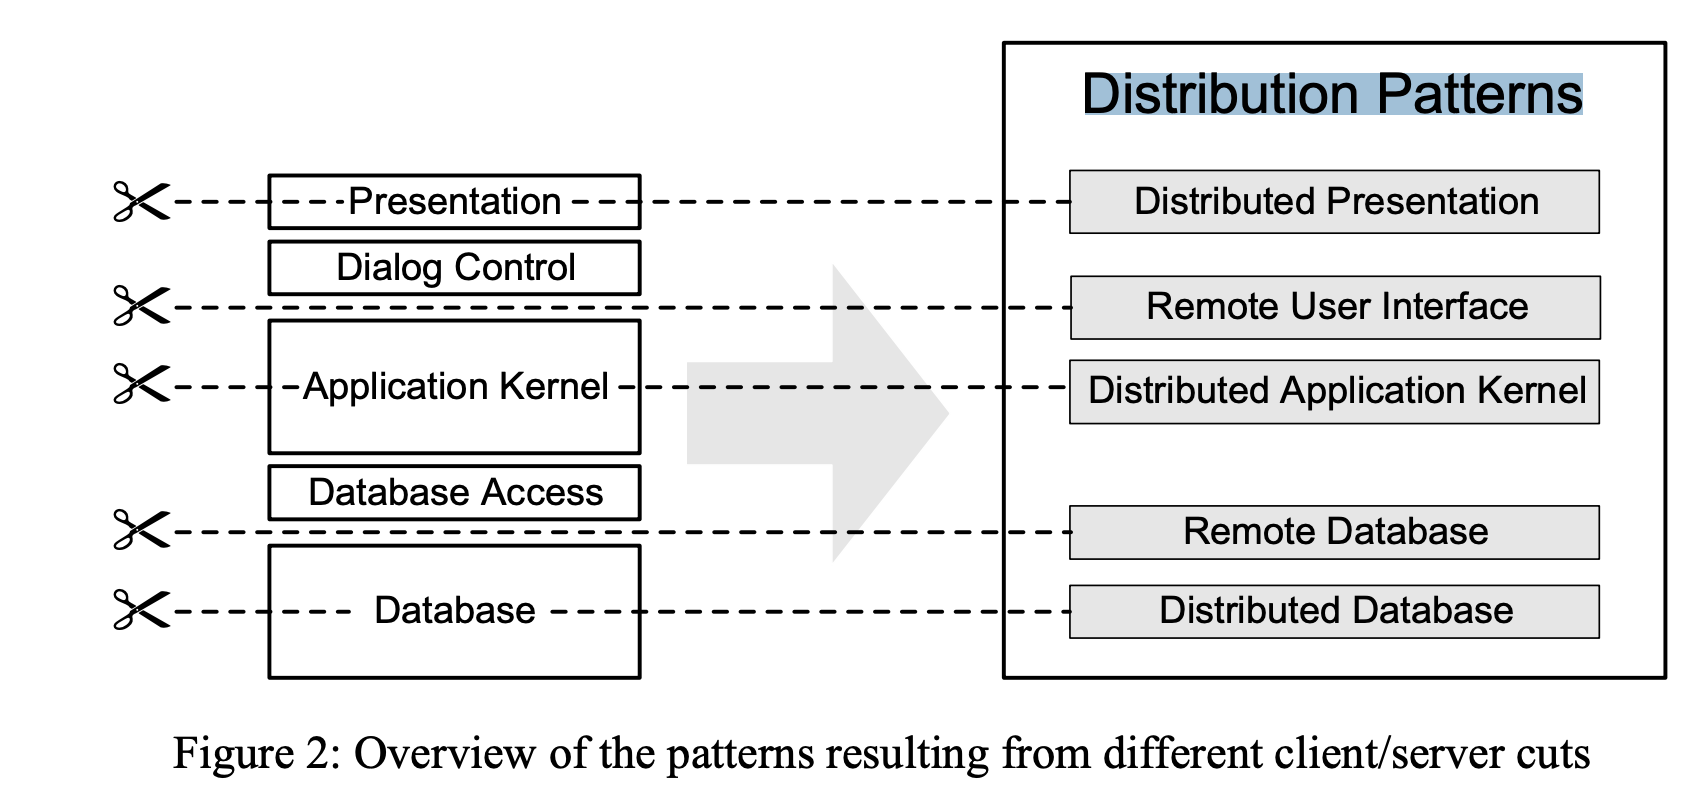 Distribution Patterns
Presentation
Distributed Presentation
Dialog Control
Remote User Interface
Application Kernel
Distributed Application Kernel
Database Access
Remote Database
Database
Distributed Database
Figure 2: Overview of the patterns resulting from different client/server cuts